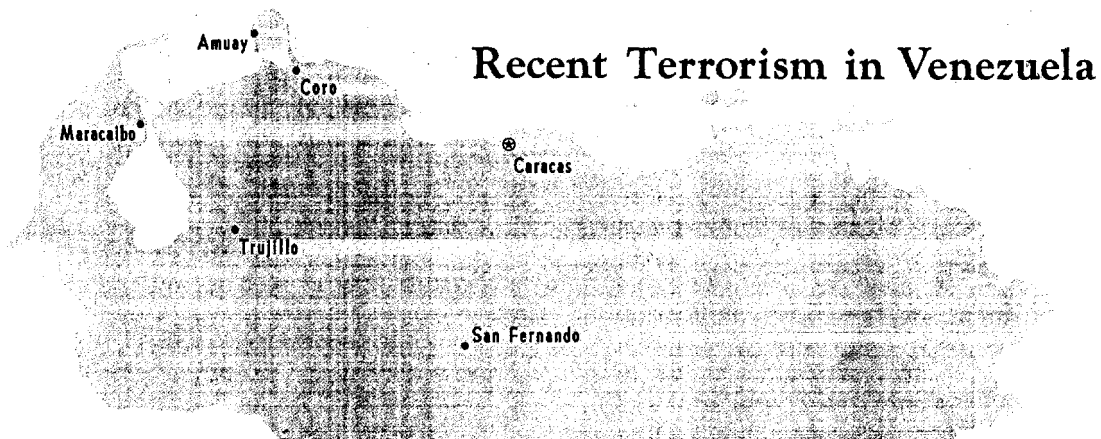 Recent Terrorism in Venezuela
Amuay
Coro
Maracaibo
Caracas
Trujillo
San Fernando